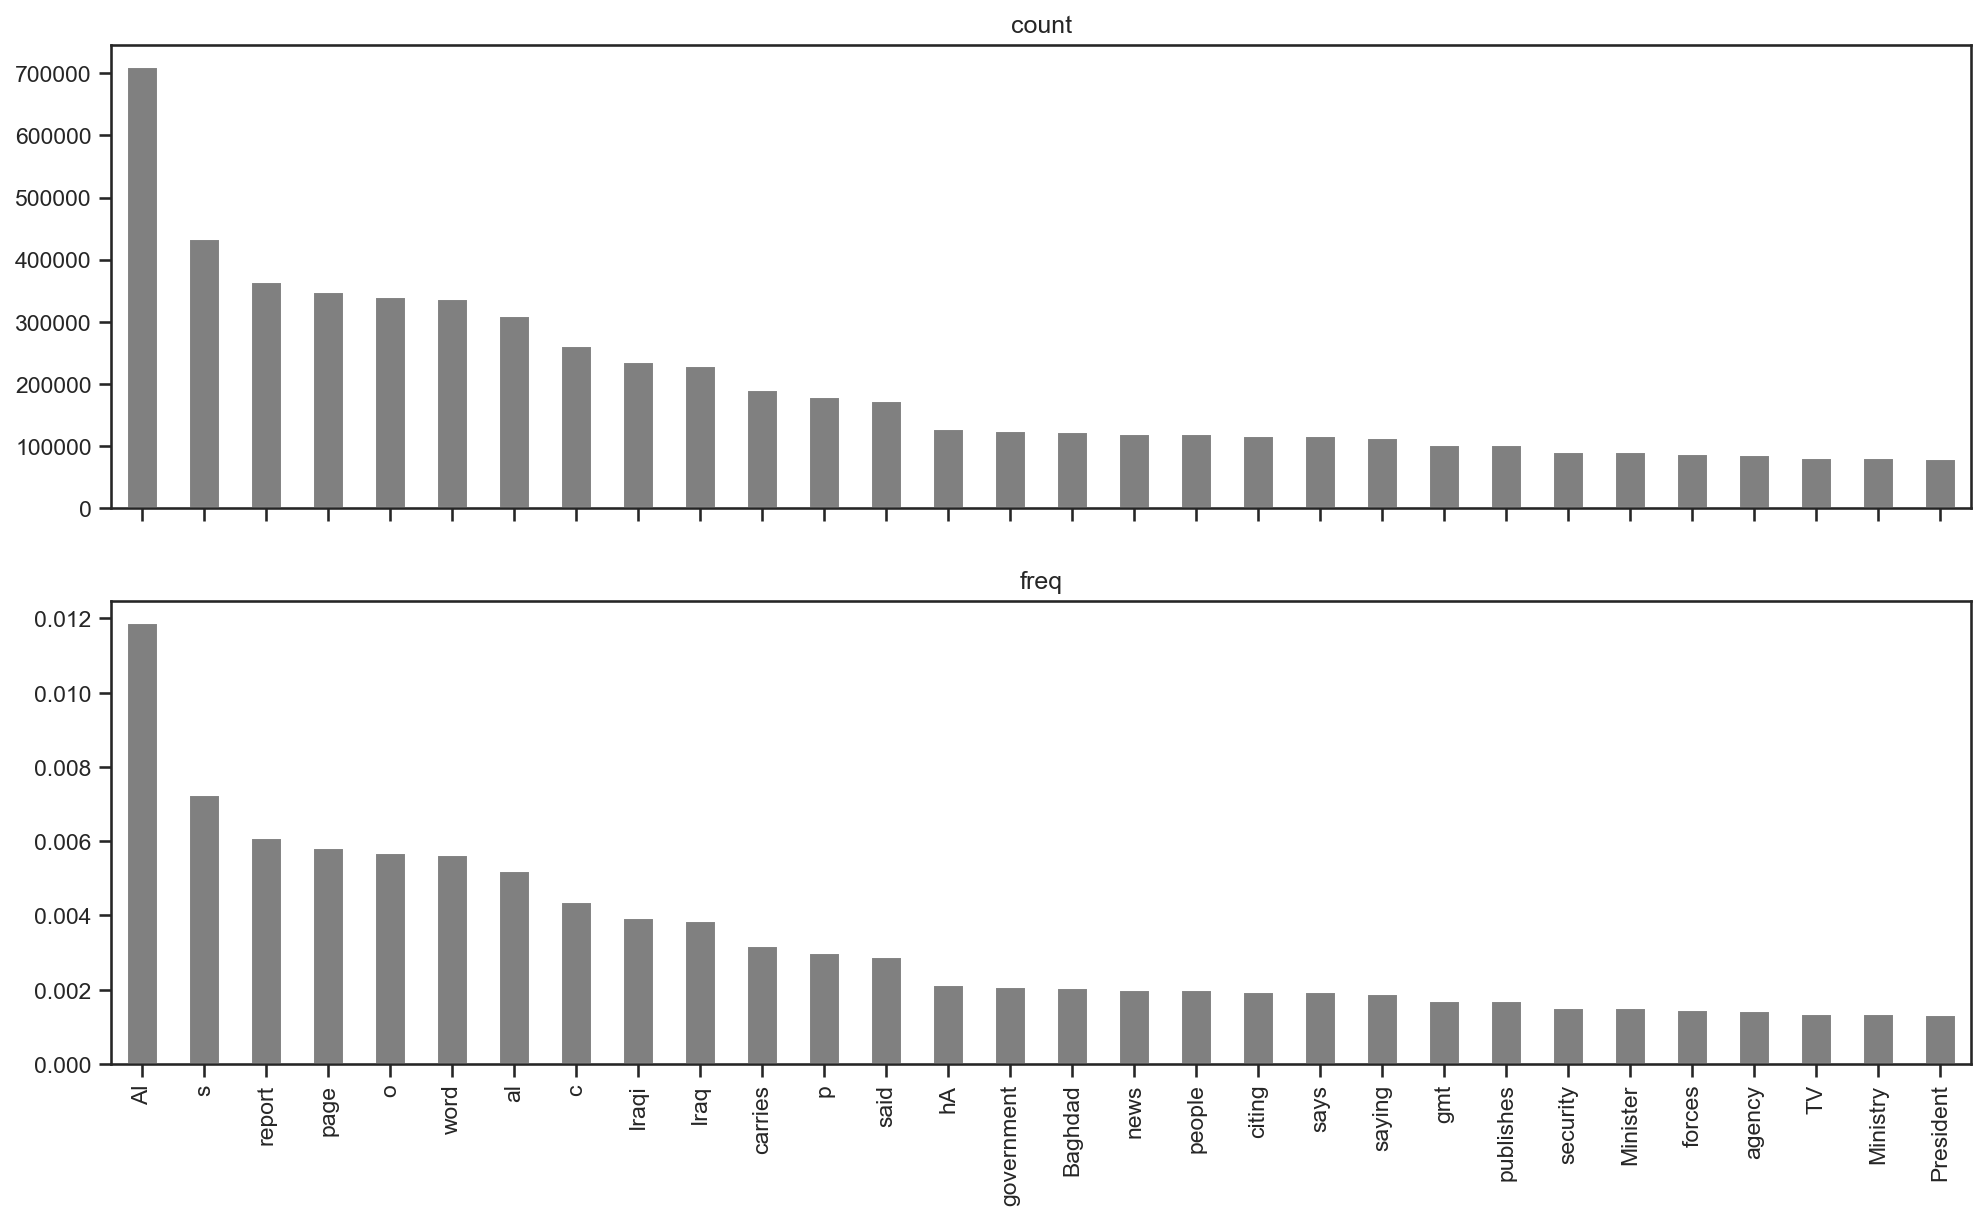 count
700000
600000
500000
400000
300000
200000
100000
0
freq
0.012
0.010
0.008
0.006
0.004
0.002
0.000
Al
s
report
page
o
word
al
c
Iraqi
Iraq
carries
p
said
hA
government
Baghdad
news
people
citing
says
saying
gmt
publishes
security
Minister
forces
agency
TV
Ministry
President